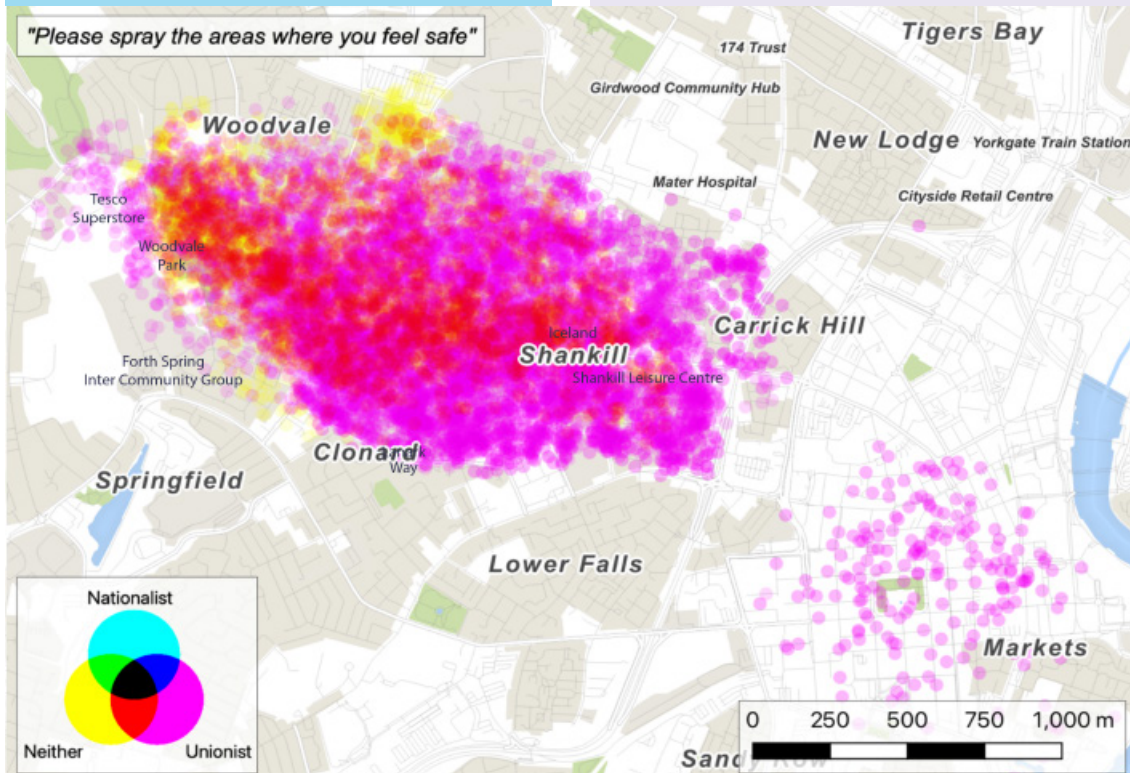 "Please spray the areas where you feel safe"
Tigers Bay
174 Trust
Girdwood Community Hub
Woodvale
New Lodge
Yorkgate Train Station
Mater Hospital
Cityside Retail Centre
Tesco
Superstore
Woodvale
Park
Carrick Hill
Iceland
Shankill
Forth Spring
Inter Community Group
Shankill Leisure Centre
Clonard
Way
Springfield
Lower Falls
Nationalist
Neither
Unionist
Markets
0 250 500 750 1,000 m
Sandy Row